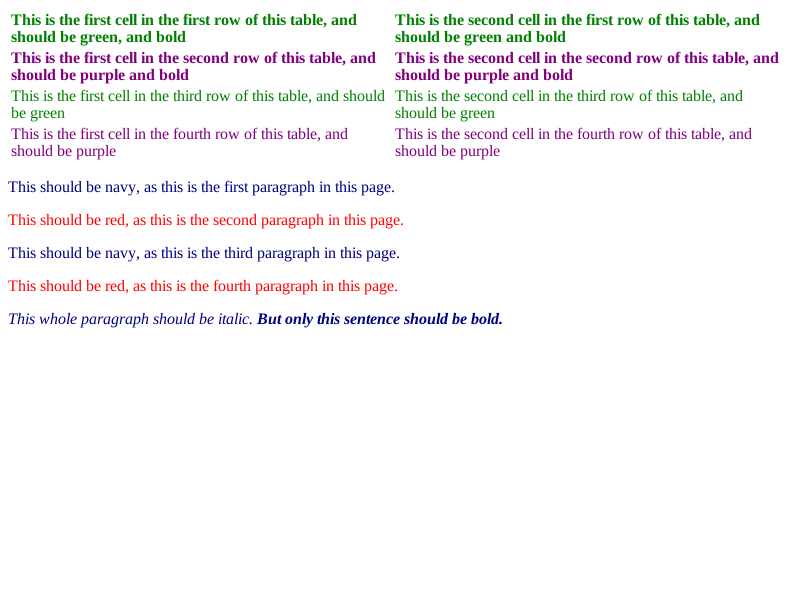 This is the first cell in the first row of this table, and
should be green, and bold
This is the second cell in the first row of this table, and
should be green and bold
This is the first cell in the second row of this table, and
should be purple and bold
This is the second cell in the second row of this table, and
should be purple and bold
This is the first cell in the third row of this table, and should
be green
This is the second cell in the third row of this table, and
should be green
This is the first cell in the fourth row of this table, and
should be purple
This is the second cell in the fourth row of this table, and
should be purple
This should be navy, as this is the first paragraph in this page.
This should be red, as this is the second paragraph in this page.
This should be navy, as this is the third paragraph in this page.
This should be red, as this is the fourth paragraph in this page.
This whole paragraph should be italic. But only this sentence should be bold.